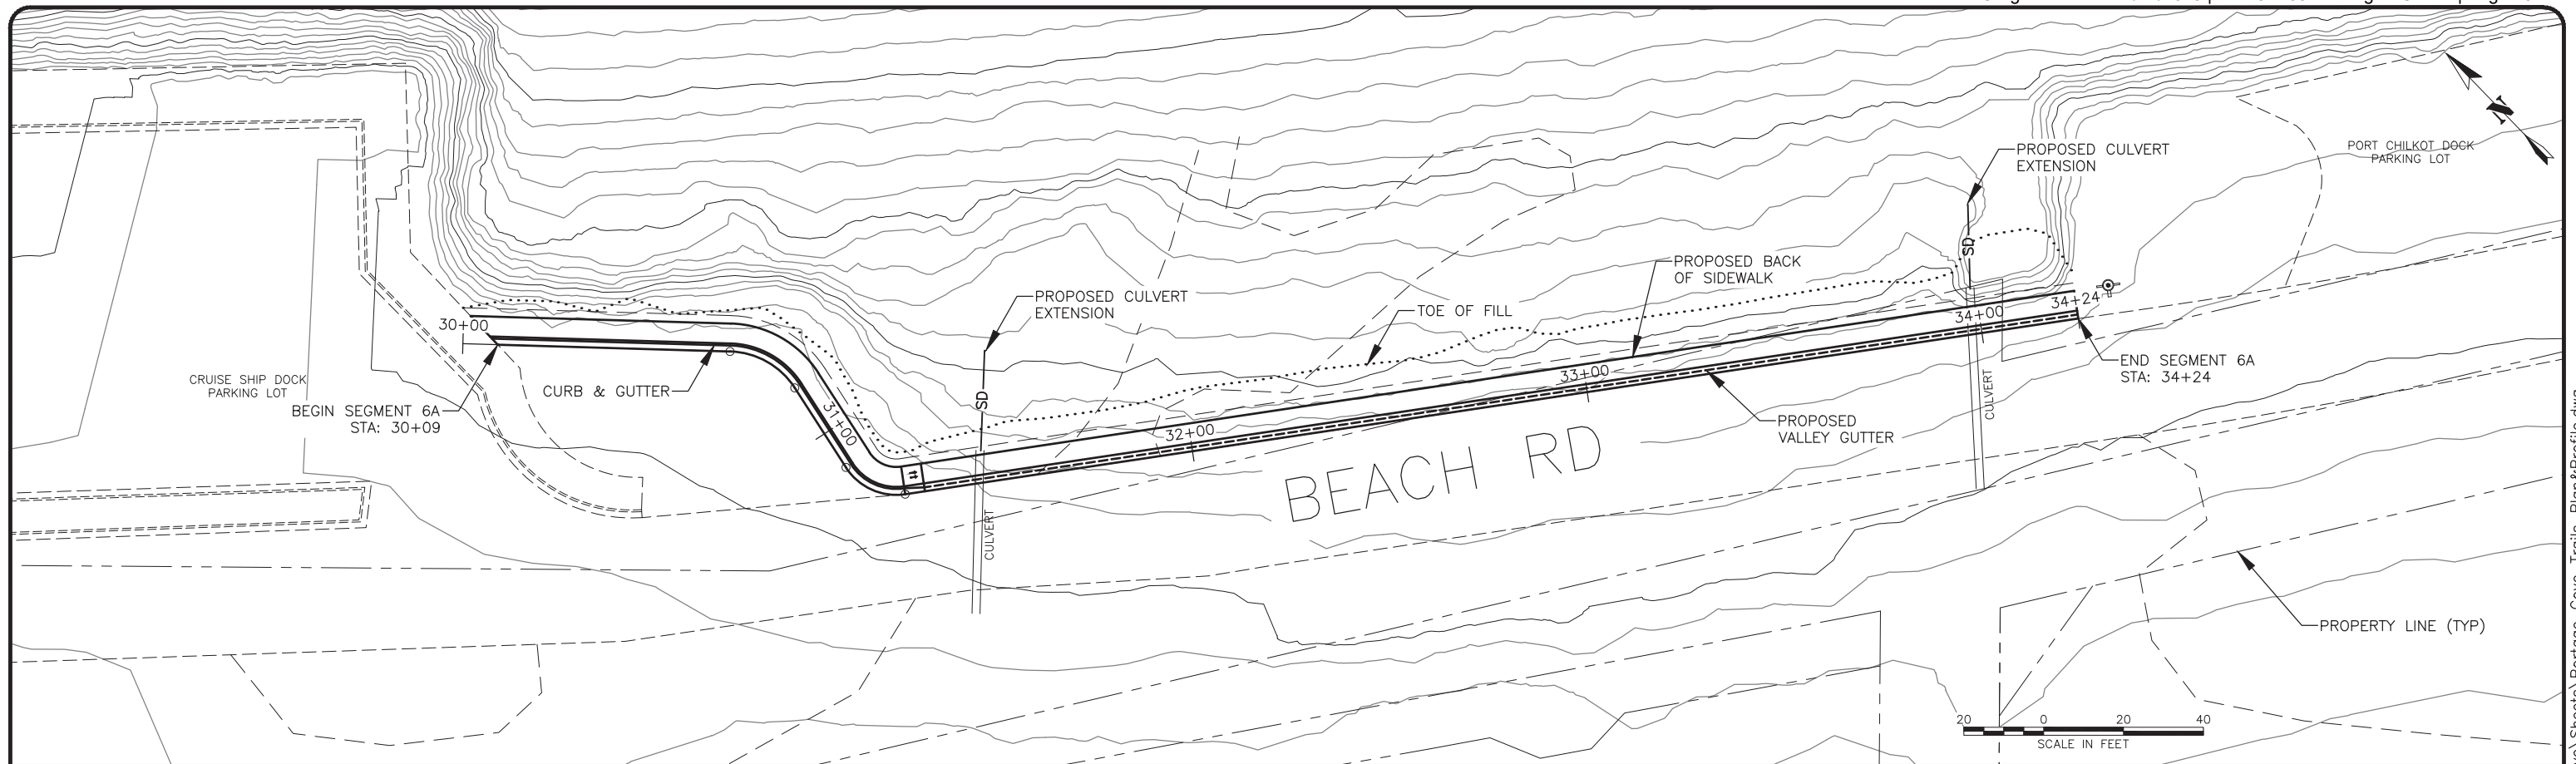 N
PROPOSED CULVERT
EXTENSION
PORT CHILKOT DOCK
PARKING LOT
SD
PROPOSED BACK
OF SIDEWALK
PROPOSED CULVERT
EXTENSION
TOE OF FILL
34+24
34+00
30+00
CRUISE SHIP DOCK
PARKING LOT
CURB & GUTTER
BEGIN SEGMENT 6A
STA: 30+09
31+00
SD
32+00
33+00
END SEGMENT 6A
STA: 34+24
CULVERT
PROPOSED
VALLEY GUTTER
BEACH RD
CULVERT
PROPERTY LINE (TYP)
20 0 20 40
SCALE IN FEET